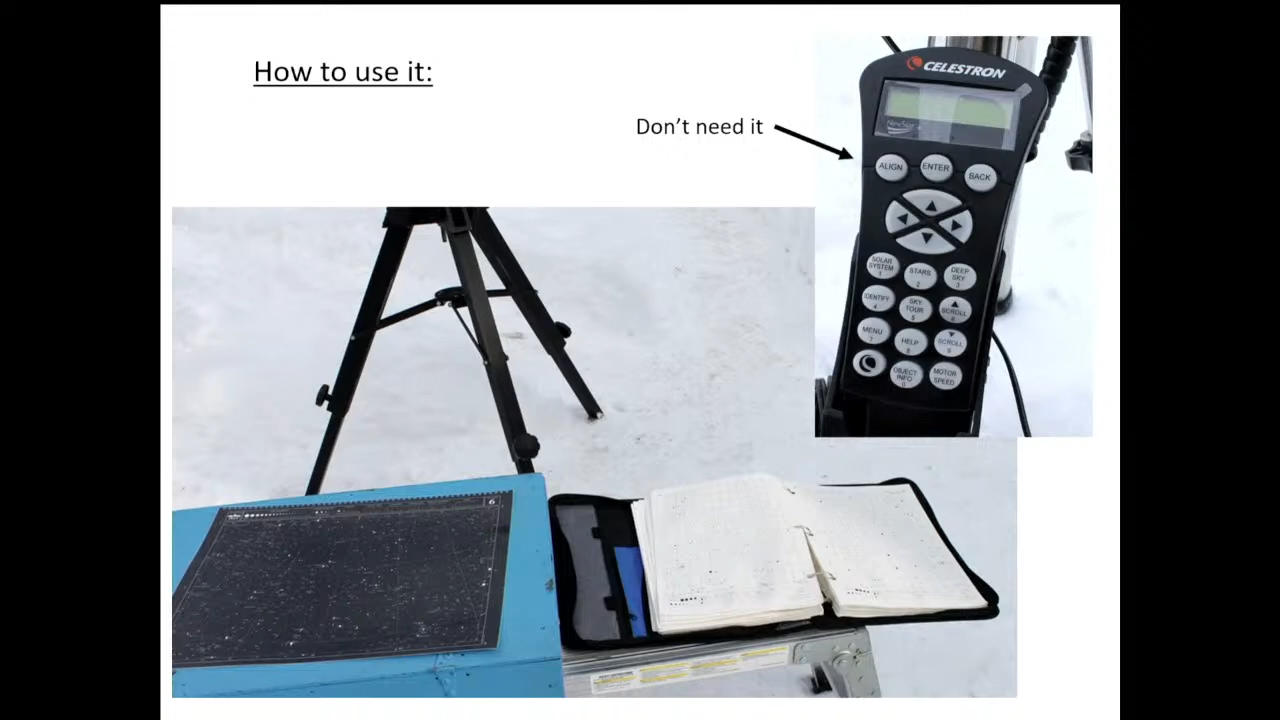 How to use it:
Don't need it
CELESTRON
NexStar
ALIGN
ENTER
BACK
SOLAR SYSTEM
1
STARS
2
DEEP SKY
3
IDENTIFY
4
SKY TOUR
5
SCROLL
6
MENU
7
HELP
8
SCROLL
9
OBJECT INFO
0
MOTOR SPEED
6